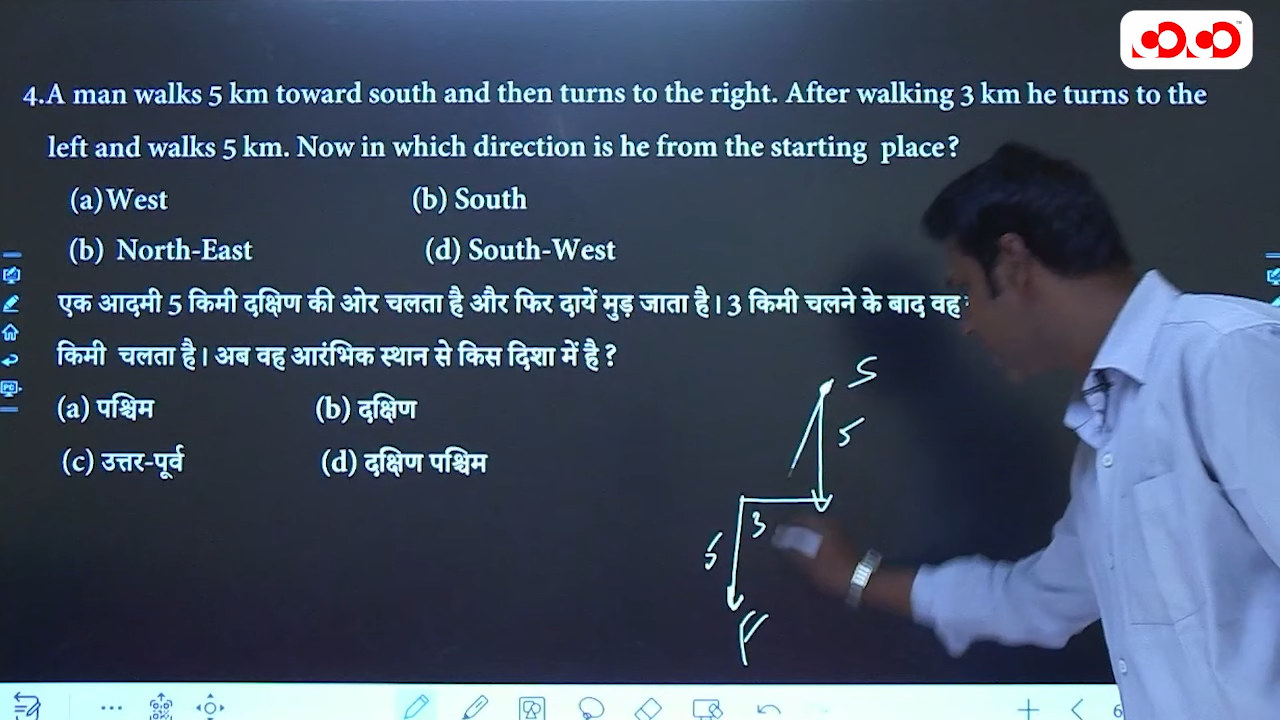 4.A man walks 5 km toward south and then turns to the right. After walking 3 km he turns to the
left and walks 5 km. Now in which direction is he from the starting place?
(a)West (b) South
(b) North-East (d) South-West
एक आदमी 5 किमी दक्षिण की ओर चलता है और फिर दायें मुड़ जाता है। 3 किमी चलने के बाद वह
किमी चलता है। अब वह आरंभिक स्थान से किस दिशा में है ?
(a) पश्चिम (b) दक्षिण
(c) उत्तर-पूर्व (d) दक्षिण पश्चिम
S
5
3
5
F
PC
6